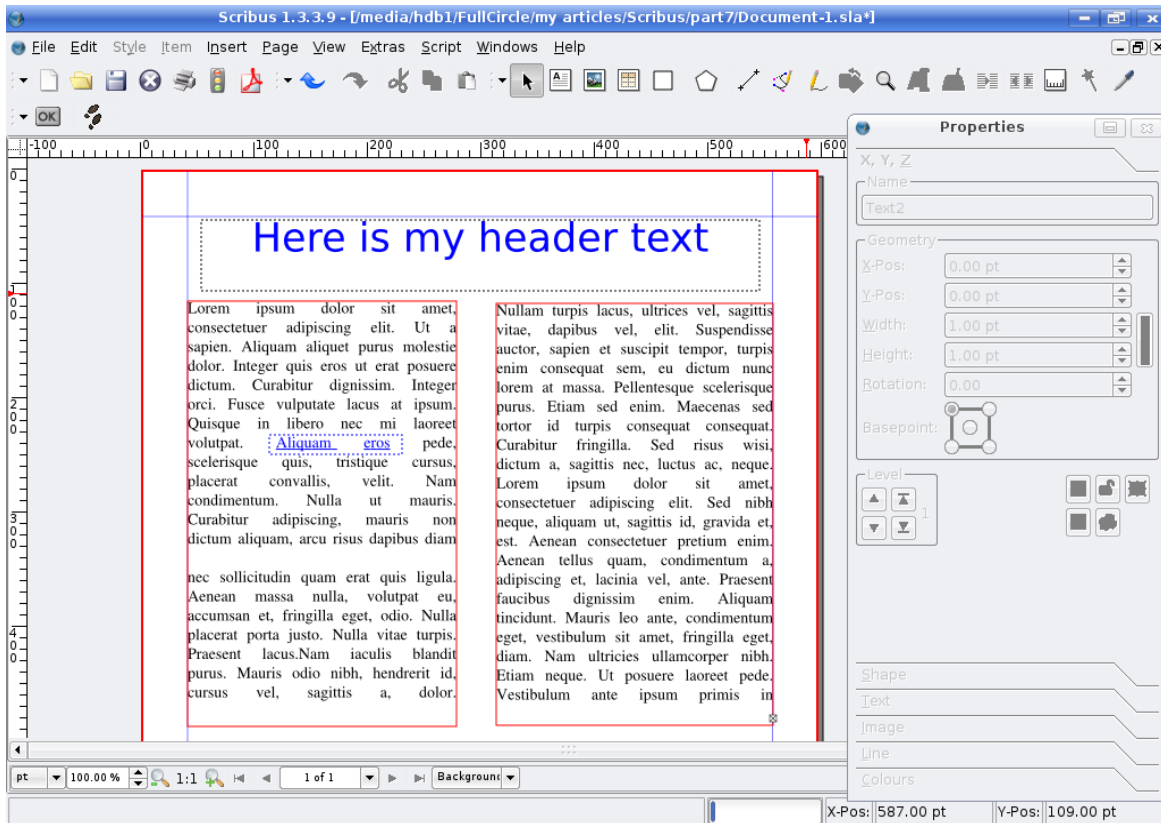 Scribus 1.3.3.9 - [/media/hdb1/FullCircle/my articles/Scribus/part7/Document-1.sla*]
File Edit Style Item Insert Page View Extras Script Windows Help
OK
-100 0 100 200 300 400 500 600
0
100
200
300
400
Here is my header text
Lorem ipsum dolor sit amet,
consectetuer adipiscing elit. Ut a
sapien. Aliquam aliquet purus molestie
dolor. Integer quis eros ut erat posuere
dictum. Curabitur dignissim. Integer
orci. Fusce vulputate lacus at ipsum.
Quisque in libero nec mi laoreet
volutpat. Aliquam eros pede,
scelerisque quis, tristique cursus,
placerat convallis, velit. Nam
condimentum. Nulla ut mauris.
Curabitur adipiscing, mauris non
dictum aliquam, arcu risus dapibus diam
nec sollicitudin quam erat quis ligula.
Aenean massa nulla, volutpat eu,
accumsan et, fringilla eget, odio. Nulla
placerat porta justo. Nulla vitae turpis.
Praesent lacus.Nam iaculis blandit
purus. Mauris odio nibh, hendrerit id,
cursus vel, sagittis a, dolor.
Nullam turpis lacus, ultrices vel, sagittis
vitae, dapibus vel, elit. Suspendisse
auctor, sapien et suscipit tempor, turpis
enim consequat sem, eu dictum nunc
lorem at massa. Pellentesque scelerisque
purus. Etiam sed enim. Maecenas sed
tortor id turpis consequat consequat.
Curabitur fringilla. Sed risus wisi,
dictum a, sagittis nec, luctus ac, neque.
Lorem ipsum dolor sit amet,
consectetuer adipiscing elit. Sed nibh
neque, aliquam ut, sagittis id, gravida et,
est. Aenean consectetuer pretium enim.
Aenean tellus quam, condimentum a,
adipiscing et, lacinia vel, ante. Praesent
faucibus dignissim enim. Aliquam
tincidunt. Mauris leo ante, condimentum
eget, vestibulum sit amet, fringilla eget,
diam. Nam ultricies ullamcorper nibh.
Etiam neque. Ut posuere laoreet pede.
Vestibulum ante ipsum primis in
Properties
X, Y, Z
Name
Text2
Geometry
X-Pos: 0.00 pt
Y-Pos: 0.00 pt
Width: 1.00 pt
Height: 1.00 pt
Rotation: 0.00
Basepoint:
Level
1
Shape
Text
Image
Line
Colours
pt 100.00 % 1:1 1 of 1 Background
X-Pos: 587.00 pt Y-Pos: 109.00 pt